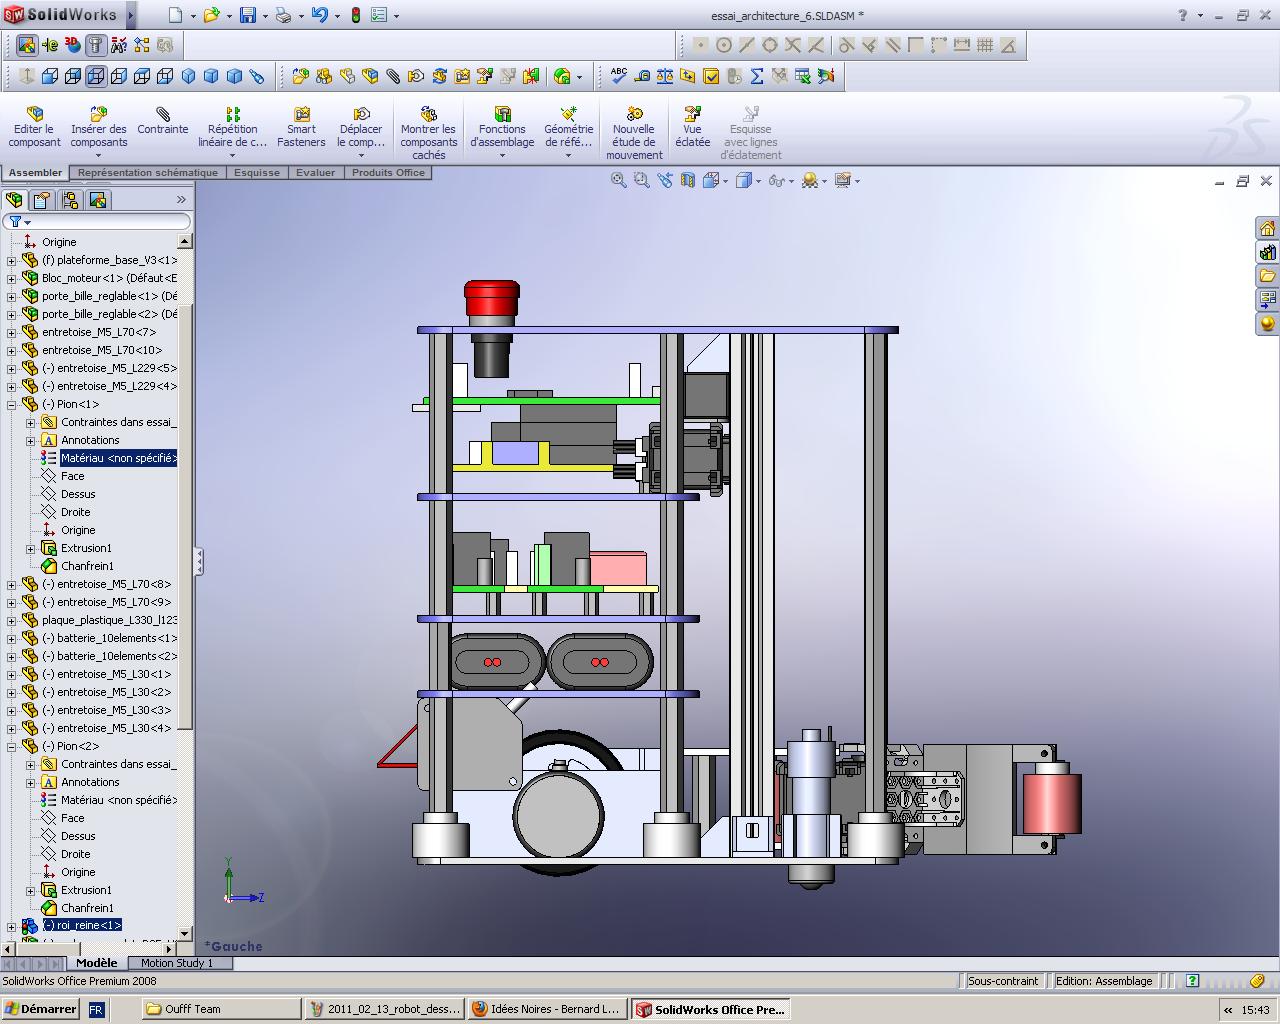 SolidWorks
essai_architecture_6.SLDASM *
?
Editer le composant
Insérer des composants
Contrainte
Répétition linéaire de c...
Smart Fasteners
Déplacer le comp...
Montrer les composants cachés
Fonctions d'assemblage
Géométrie de réfé...
Nouvelle étude de mouvement
Vue éclatée
Esquisse avec lignes d'éclatement
Assembler
Représentation schématique
Esquisse
Evaluer
Produits Office
Origine
(f) plateforme_base_V3<1>
Bloc_moteur<1> (Défaut<E
porte_bille_reglable<1> (Dé
porte_bille_reglable<2> (Dé
entretoise_M5_L70<7>
entretoise_M5_L70<10>
(-) entretoise_M5_L229<5>
(-) entretoise_M5_L229<4>
(-) Pion<1>
Contraintes dans essai_
Annotations
Matériau <non spécifié>
Face
Dessus
Droite
Origine
Extrusion1
Chanfrein1
(-) entretoise_M5_L70<8>
(-) entretoise_M5_L70<9>
plaque_plastique_L330_l123
(-) batterie_10elements<1>
(-) batterie_10elements<2>
(-) entretoise_M5_L30<1>
(-) entretoise_M5_L30<2>
(-) entretoise_M5_L30<3>
(-) entretoise_M5_L30<4>
(-) Pion<2>
Contraintes dans essai_
Annotations
Matériau <non spécifié>
Face
Dessus
Droite
Origine
Extrusion1
Chanfrein1
(-) roi_reine<1>
Y
Z
*Gauche
Modèle
Motion Study 1
SolidWorks Office Premium 2008
Sous-contraint
Edition: Assemblage
Démarrer
FR
Oufff Team
2011_02_13_robot_dess...
Idées Noires - Bernard L...
SolidWorks Office Pre...
15:43